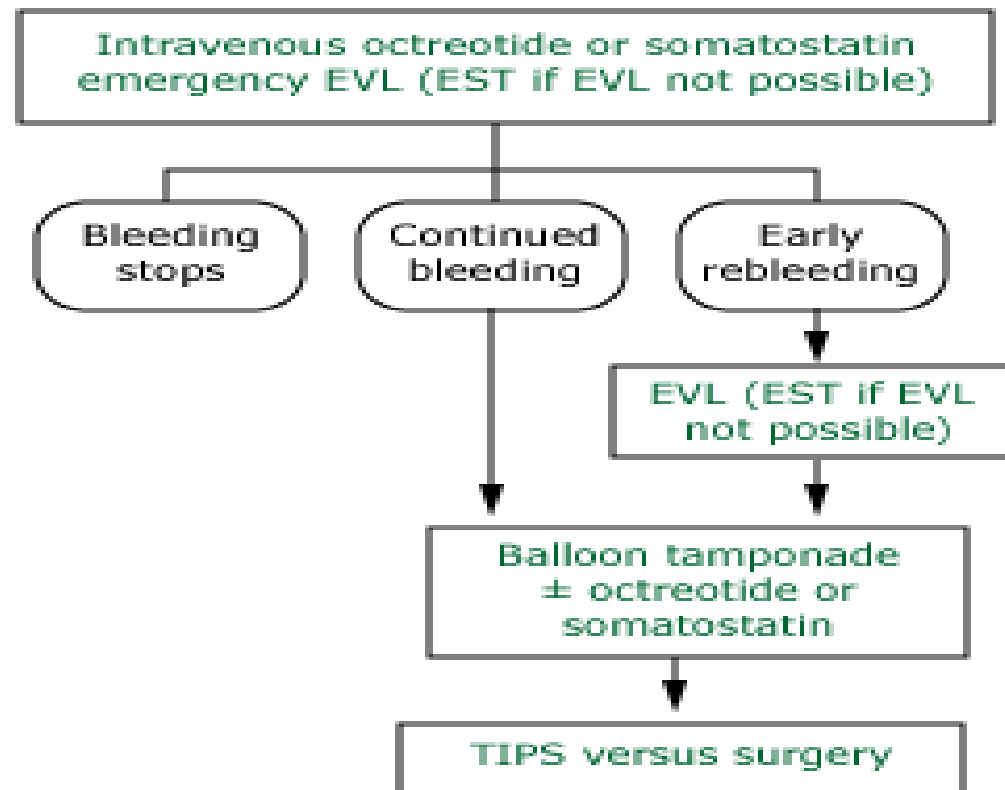 Intravenous octreotide or somatostatin
emergency EVL (EST if EVL not possible)
Bleeding
stops
Continued
bleeding
Early
rebleeding
EVL (EST if EVL
not possible)
Balloon tamponade
± octreotide or
somatostatin
TIPS versus surgery